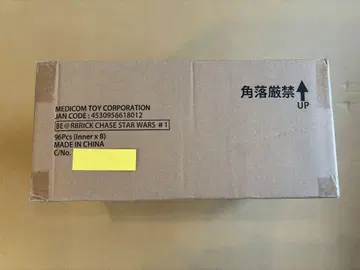 MEDICOM TOY CORPORATION
JAN CODE : 4530956618012
BE@RBRICK CHASE STAR WARS #1
96Pcs (Inner x 8)
MADE IN CHINA
C/No.
角落厳禁
UP